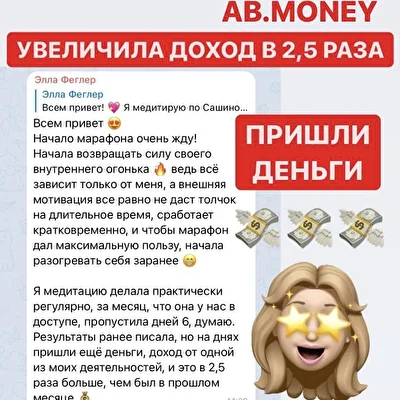 AB.MONEY
УВЕЛИЧИЛА ДОХОД В 2,5 РАЗА
Элла Феглер
Элла Феглер
Всем привет! 💖 Я медитирую по Сашино...
Всем привет 😍
Начало марафона очень жду!
Начала возвращать силу своего
внутреннего огонька 🔥 ведь всё
зависит только от меня, а внешняя
мотивация все равно не даст толчок
на длительное время, сработает
кратковременно, и чтобы марафон
дал максимальную пользу, начала
разогревать себя заранее 😁
Я медитацию делала практически
регулярно, за месяц, что она у нас в
доступе, пропустила дней 6, думаю.
Результаты ранее писала, но на днях
пришли ещё деньги, доход от одной
из моих деятельностей, и это в 2,5
раза больше, чем был в прошлом
месяце 💰
ПРИШЛИ
ДЕНЬГИ